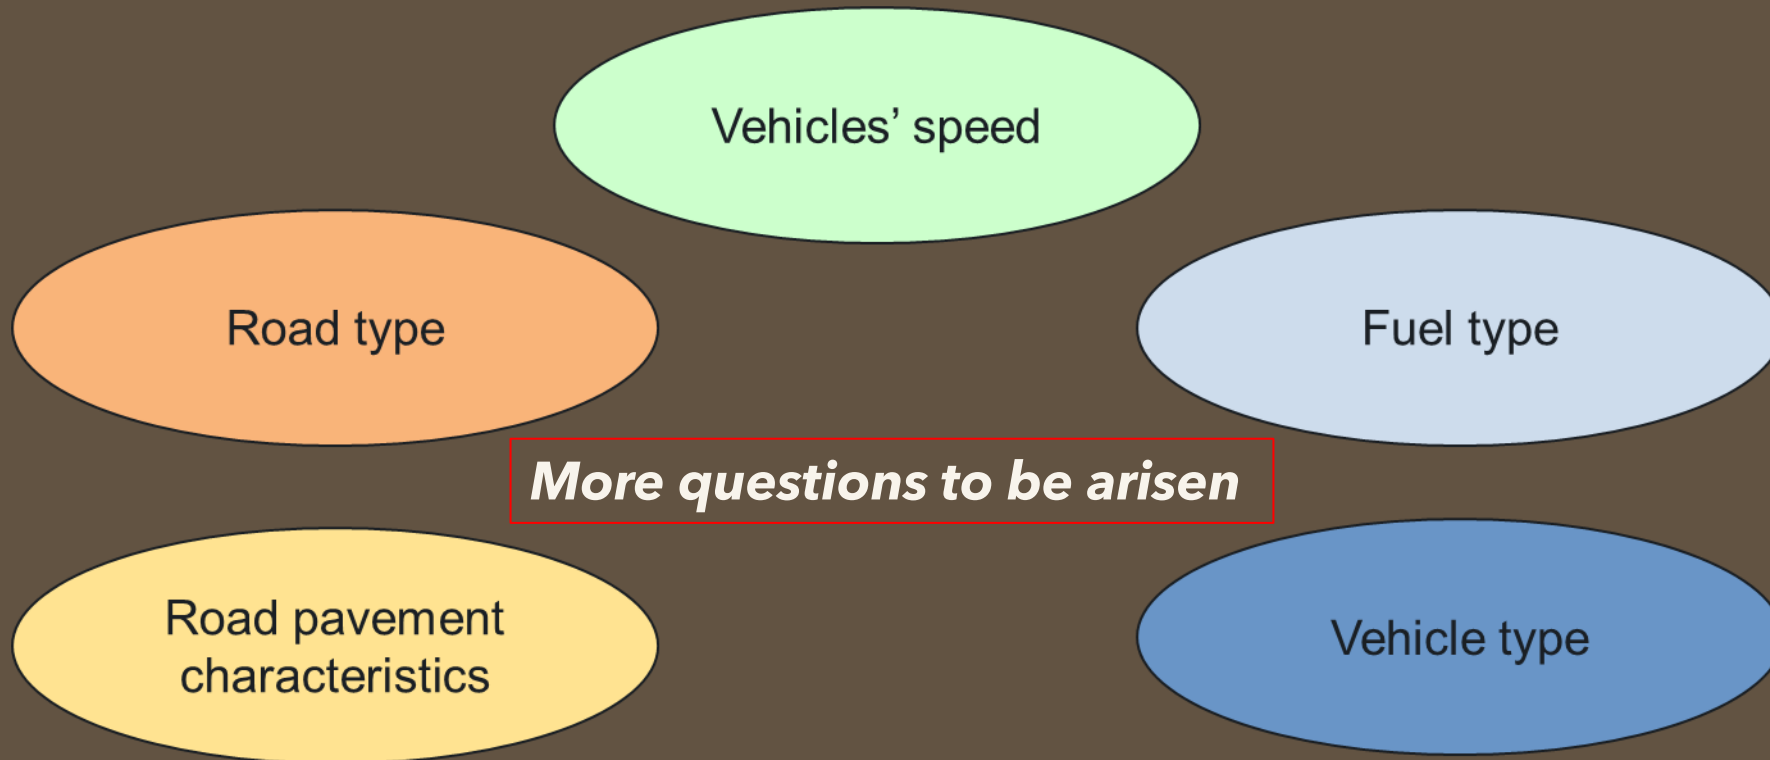 Vehicles’ speed
Road type
Fuel type
More questions to be arisen
Road pavement
characteristics
Vehicle type